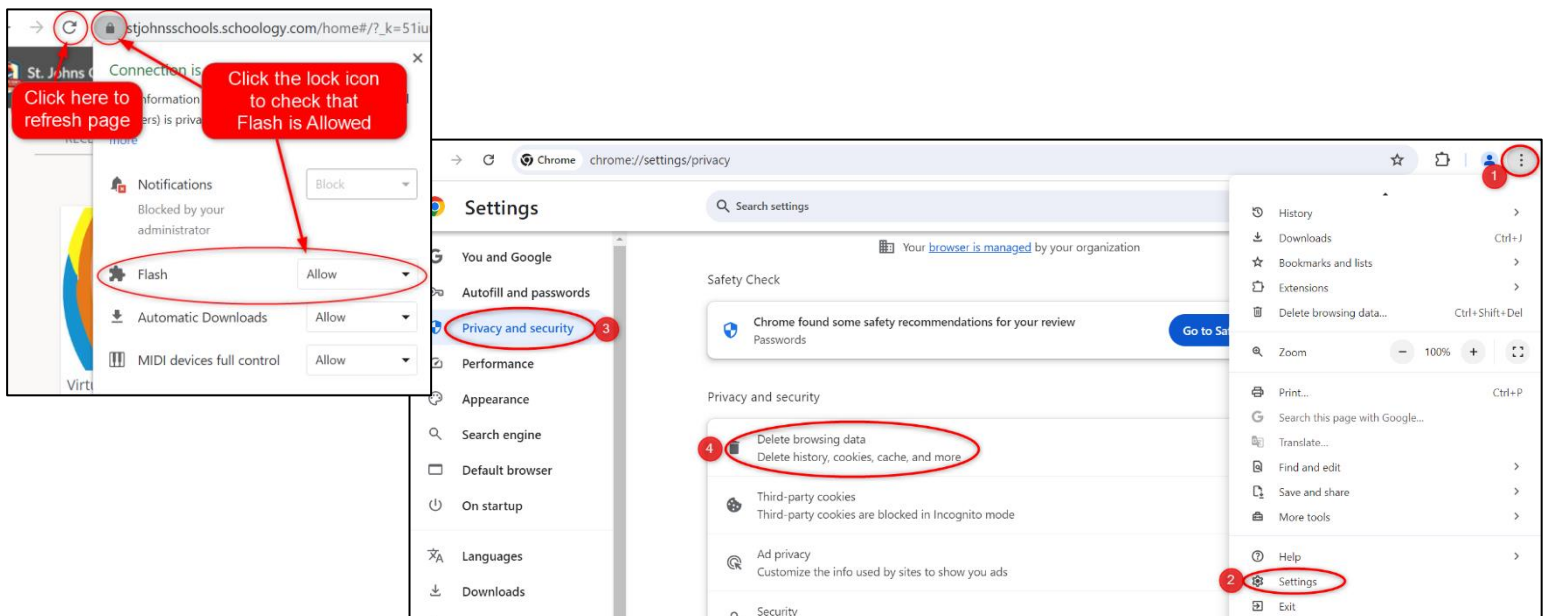 stjohnsschools.schoology.com/home#/?_k=51iu
St. Johns
Connection is
Click the lock icon
to check that
Flash is Allowed
Click here to
refresh page
nformation
ers) is priva
more
Notifications
Block
Blocked by your
administrator
Flash
Allow
Automatic Downloads
Allow
MIDI devices full control
Allow
Virtu
Chrome chrome://settings/privacy
1
Settings
Search settings
Your browser is managed by your organization
You and Google
Autofill and passwords
Privacy and security
3
Performance
Appearance
Search engine
Default browser
On startup
Languages
Downloads
Safety Check
Chrome found some safety recommendations for your review
Passwords
Go to Sa
Privacy and security
4
Delete browsing data
Delete history, cookies, cache, and more
Third-party cookies
Third-party cookies are blocked in Incognito mode
Ad privacy
Customize the info used by sites to show you ads
Security
History
Downloads Ctrl+J
Bookmarks and lists
Extensions
Delete browsing data... Ctrl+Shift+Del
Zoom - 100% +
Print... Ctrl+P
Search this page with Google...
Translate...
Find and edit
Save and share
More tools
Help
2 Settings
Exit